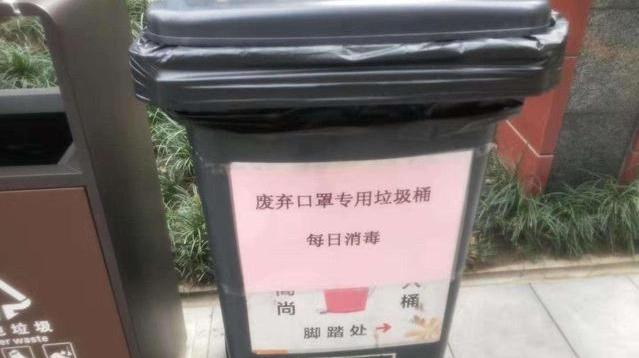 废弃口罩专用垃圾桶
每日消毒
尚
桶
脚踏处→
垃圾
er waste